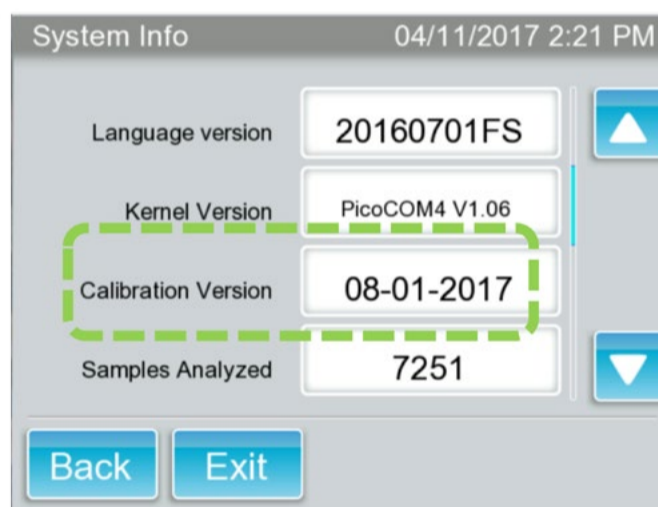 System Info 04/11/2017 2:21 PM
Language version 20160701FS
Kernel Version PicoCOM4 V1.06
Calibration Version 08-01-2017
Samples Analyzed 7251
Back Exit